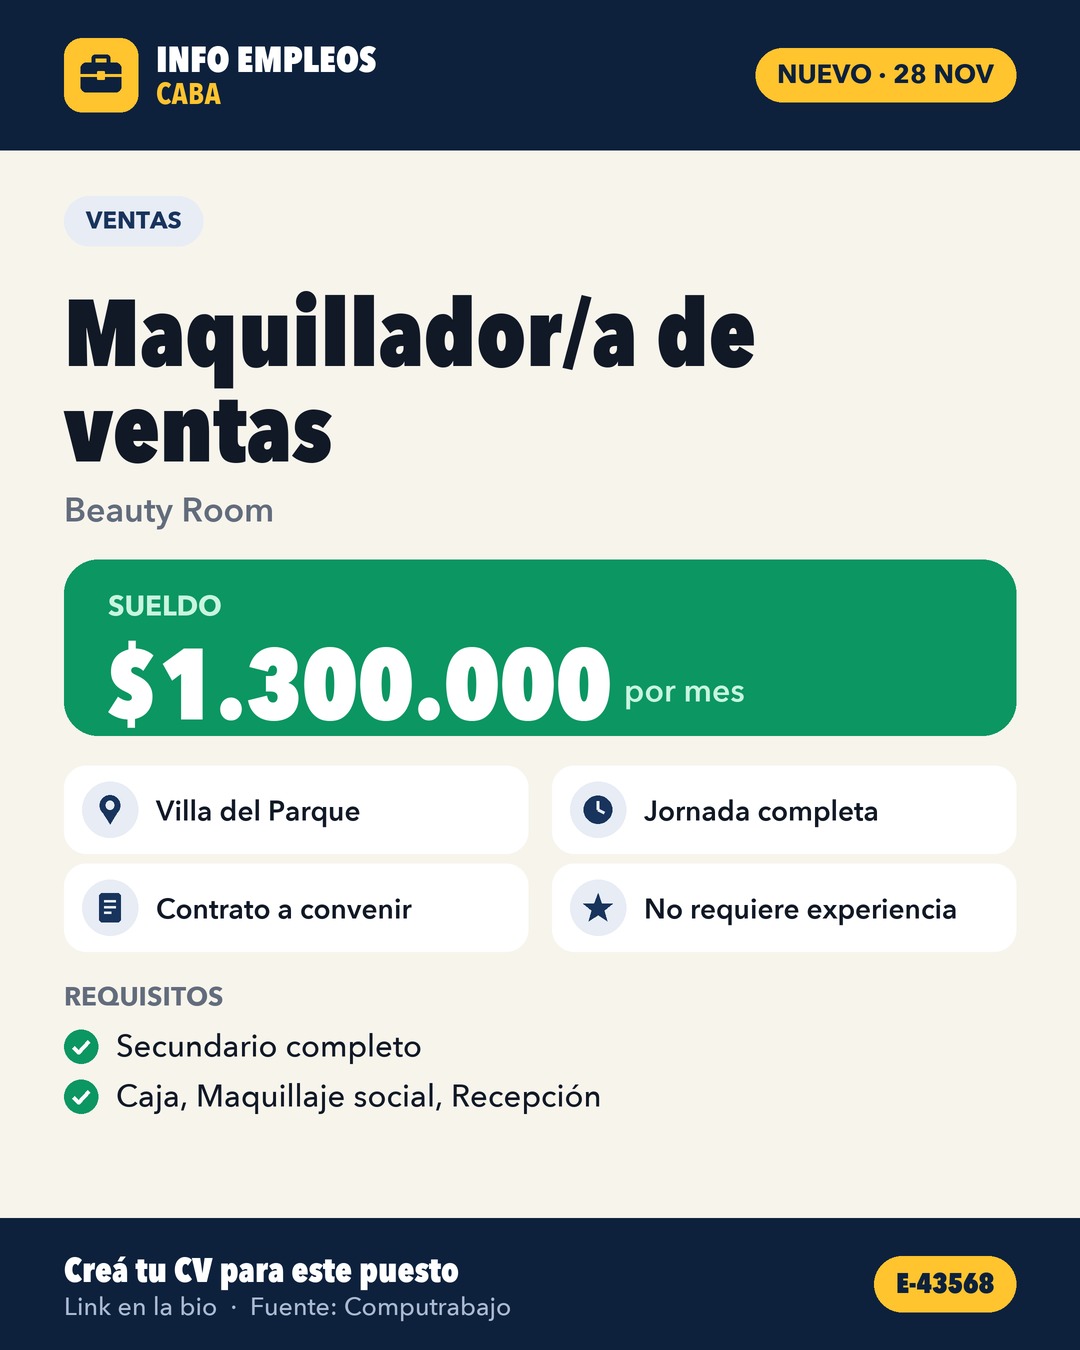 INFO EMPLEOS
CABA
NUEVO · 28 NOV
VENTAS
Maquillador/a de
ventas
Beauty Room
SUELDO
$1.300.000 por mes
Villa del Parque
Jornada completa
Contrato a convenir
No requiere experiencia
REQUISITOS
Secundario completo
Caja, Maquillaje social, Recepción
Creá tu CV para este puesto
Link en la bio · Fuente: Computrabajo
E-43568